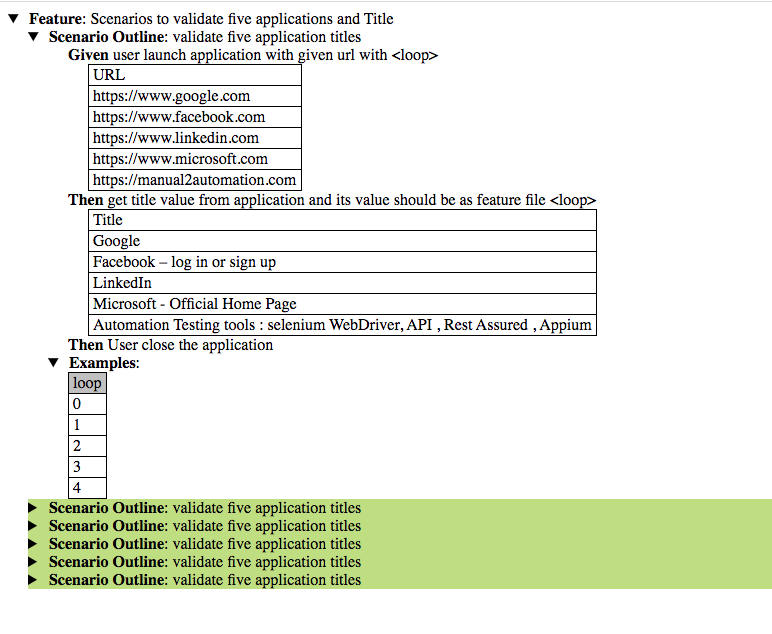 Feature: Scenarios to validate five applications and Title
Scenario Outline: validate five application titles
Given user launch application with given url with <loop>
URL
https://www.google.com
https://www.facebook.com
https://www.linkedin.com
https://www.microsoft.com
https://manual2automation.com
Then get title value from application and its value should be as feature file <loop>
Title
Google
Facebook – log in or sign up
LinkedIn
Microsoft - Official Home Page
Automation Testing tools : selenium WebDriver, API , Rest Assured , Appium
Then User close the application
Examples:
loop
0
1
2
3
4
Scenario Outline: validate five application titles
Scenario Outline: validate five application titles
Scenario Outline: validate five application titles
Scenario Outline: validate five application titles
Scenario Outline: validate five application titles